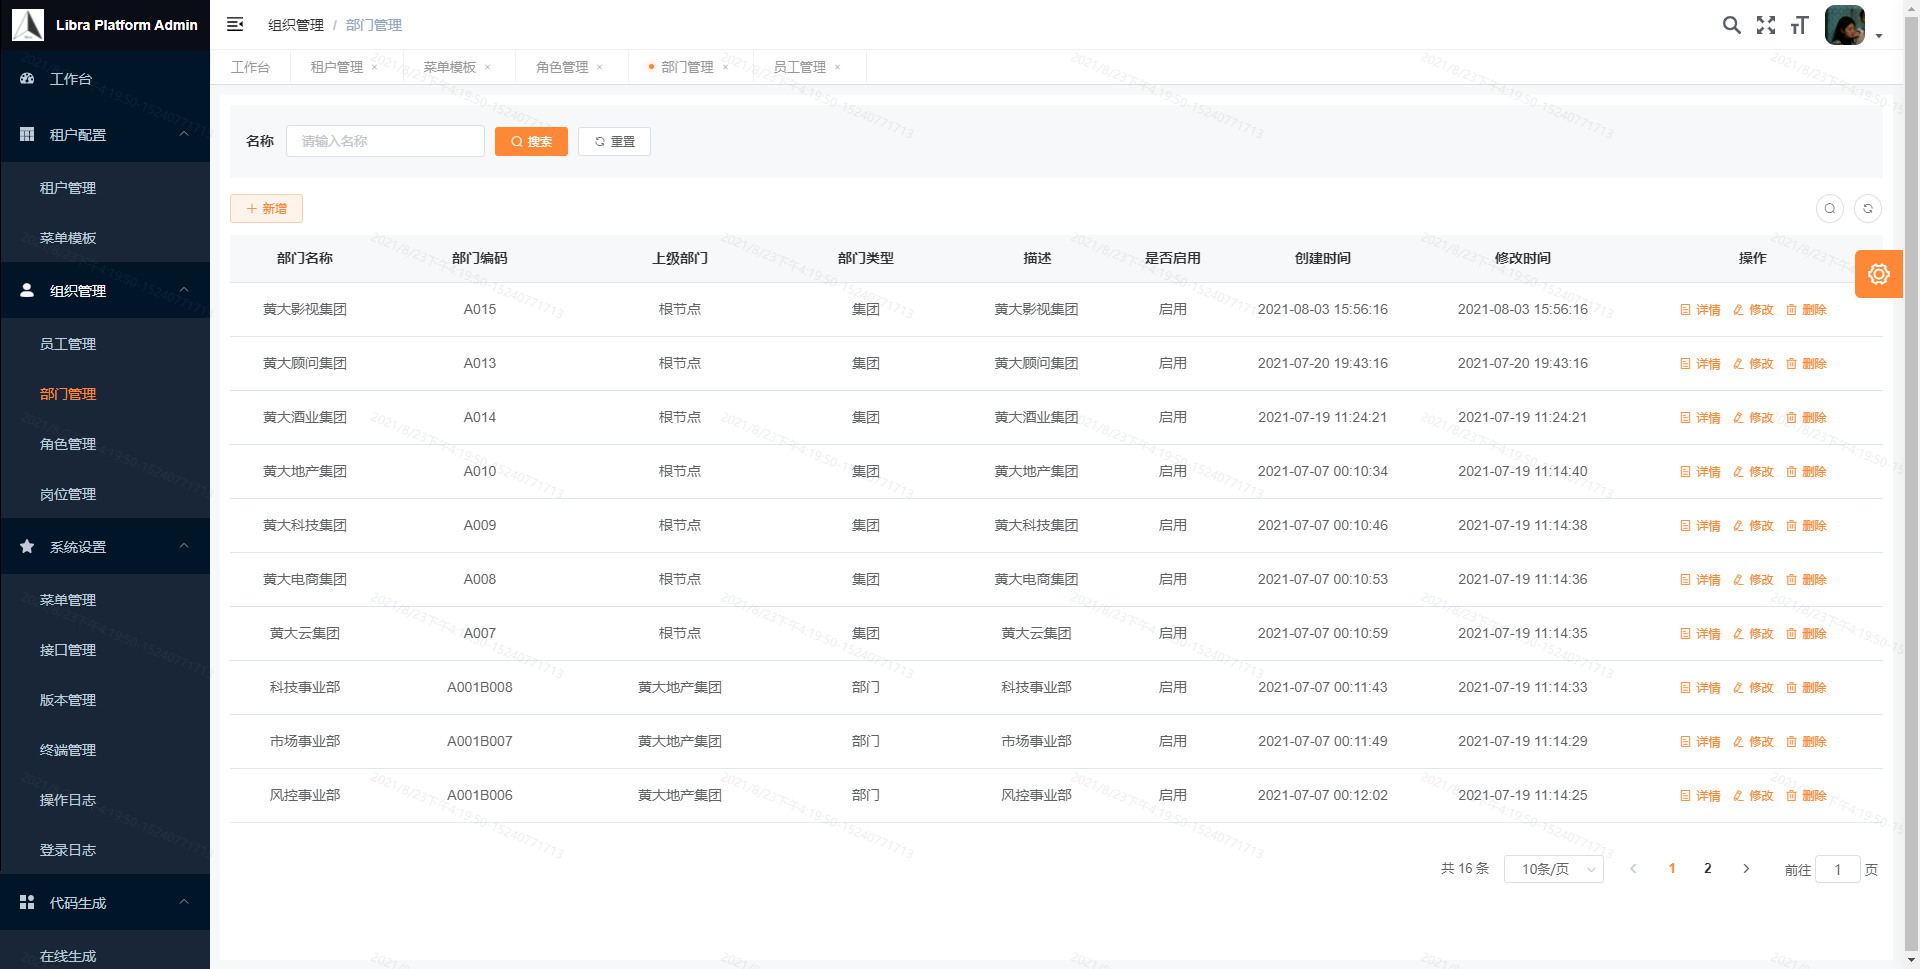 Libra Platform Admin
工作台
租户配置
租户管理
菜单模板
组织管理
员工管理
部门管理
角色管理
岗位管理
系统设置
菜单管理
接口管理
版本管理
终端管理
操作日志
登录日志
代码生成
在线生成
组织管理 / 部门管理
工作台 租户管理 × 菜单模板 × 角色管理 × 部门管理 × 员工管理 ×
名称 请输入名称 搜索 重置
新增
部门名称 部门编码 上级部门 部门类型 描述 是否启用 创建时间 修改时间 操作
黄大影视集团 A015 根节点 集团 黄大影视集团 启用 2021-08-03 15:56:16 2021-08-03 15:56:16 详情 修改 删除
黄大顾问集团 A013 根节点 集团 黄大顾问集团 启用 2021-07-20 19:43:16 2021-07-20 19:43:16 详情 修改 删除
黄大酒业集团 A014 根节点 集团 黄大酒业集团 启用 2021-07-19 11:24:21 2021-07-19 11:24:21 详情 修改 删除
黄大地产集团 A010 根节点 集团 黄大地产集团 启用 2021-07-07 00:10:34 2021-07-19 11:14:40 详情 修改 删除
黄大科技集团 A009 根节点 集团 黄大科技集团 启用 2021-07-07 00:10:46 2021-07-19 11:14:38 详情 修改 删除
黄大电商集团 A008 根节点 集团 黄大电商集团 启用 2021-07-07 00:10:53 2021-07-19 11:14:36 详情 修改 删除
黄大云集团 A007 根节点 集团 黄大云集团 启用 2021-07-07 00:10:59 2021-07-19 11:14:35 详情 修改 删除
科技事业部 A001B008 黄大地产集团 部门 科技事业部 启用 2021-07-07 00:11:43 2021-07-19 11:14:33 详情 修改 删除
市场事业部 A001B007 黄大地产集团 部门 市场事业部 启用 2021-07-07 00:11:49 2021-07-19 11:14:29 详情 修改 删除
风控事业部 A001B006 黄大地产集团 部门 风控事业部 启用 2021-07-07 00:12:02 2021-07-19 11:14:25 详情 修改 删除
共 16 条 10条/页 1 2 前往 1 页
2021/8/23下午4:19:50-15240771713